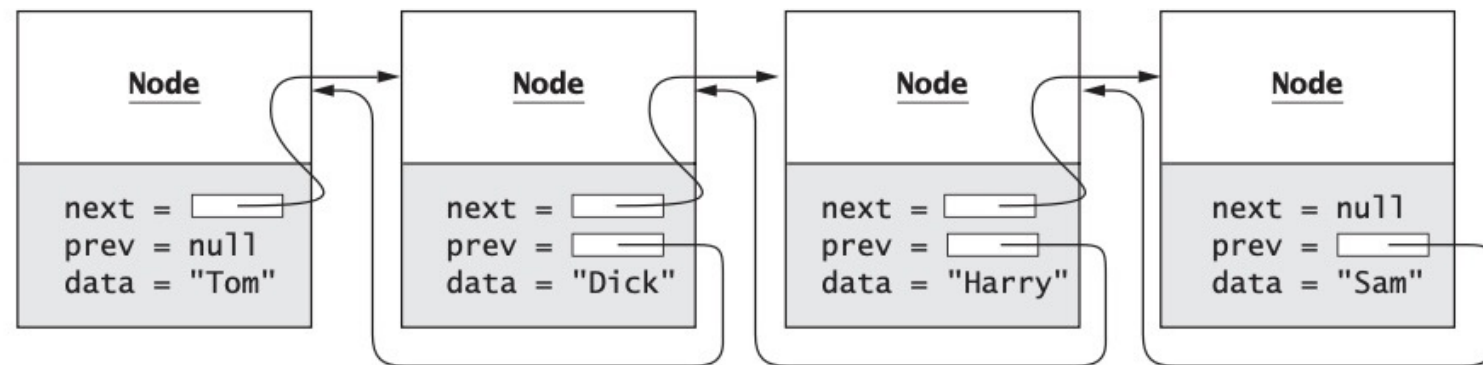 Node
next =
prev = null
data = "Tom"
Node
next =
prev =
data = "Dick"
Node
next =
prev =
data = "Harry"
Node
next = null
prev =
data = "Sam"